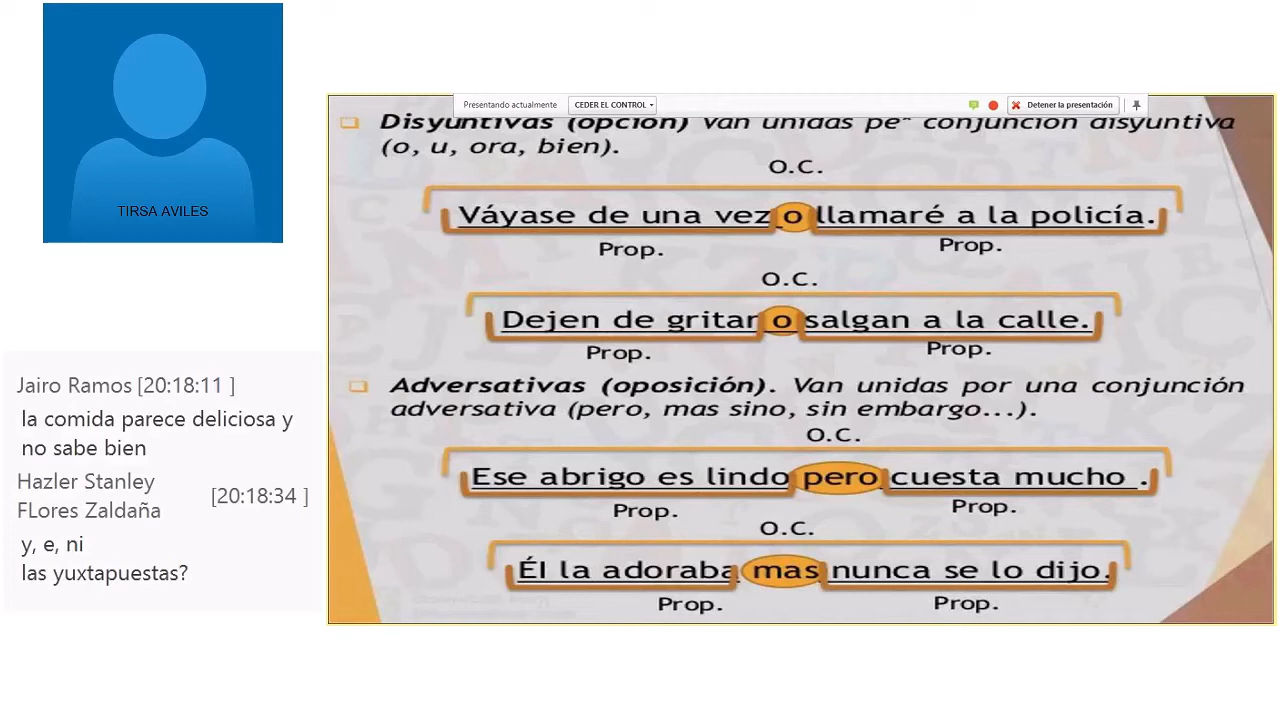 TIRSA AVILES
Jairo Ramos [20:18:11 ]
la comida parece deliciosa y
no sabe bien
Hazler Stanley
FLores Zaldaña
[20:18:34 ]
y, e, ni
las yuxtapuestas?
Presentando actualmente
CEDER EL CONTROL
Detener la presentación
Disyuntivas (opción) Van unidas conjunción disyuntiva
(o, u, ora, bien).
O.C.
Váyase de una vez o llamaré a la policía.
Prop. Prop.
O.C.
Dejen de gritar o salgan a la calle.
Prop. Prop.
Adversativas (oposición). Van unidas por una conjunción
adversativa (pero, mas sino, sin embargo...).
O.C.
Ese abrigo es lindo pero cuesta mucho .
Prop. Prop.
O.C.
Él la adoraba mas nunca se lo dijo.
Prop. Prop.